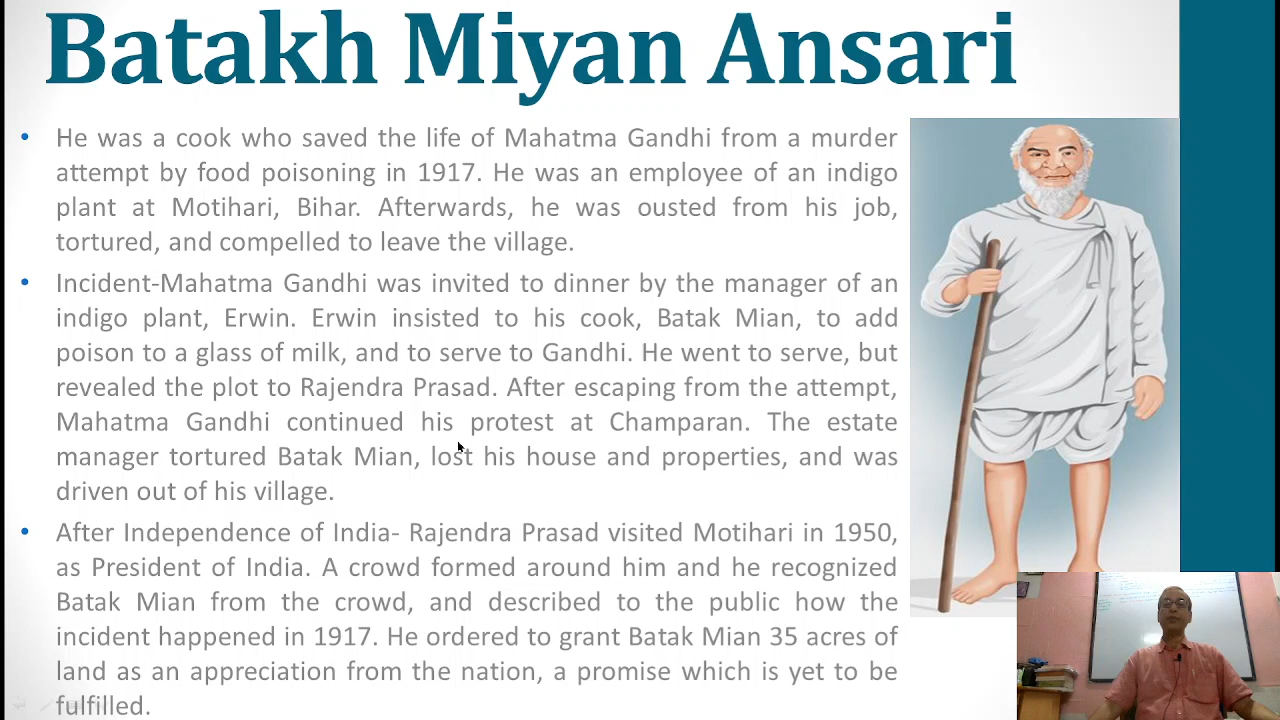 Batakh Miyan Ansari
• He was a cook who saved the life of Mahatma Gandhi from a murder
attempt by food poisoning in 1917. He was an employee of an indigo
plant at Motihari, Bihar. Afterwards, he was ousted from his job,
tortured, and compelled to leave the village.
• Incident-Mahatma Gandhi was invited to dinner by the manager of an
indigo plant, Erwin. Erwin insisted to his cook, Batak Mian, to add
poison to a glass of milk, and to serve to Gandhi. He went to serve, but
revealed the plot to Rajendra Prasad. After escaping from the attempt,
Mahatma Gandhi continued his protest at Champaran. The estate
manager tortured Batak Mian, lost his house and properties, and was
driven out of his village.
• After Independence of India- Rajendra Prasad visited Motihari in 1950,
as President of India. A crowd formed around him and he recognized
Batak Mian from the crowd, and described to the public how the
incident happened in 1917. He ordered to grant Batak Mian 35 acres of
land as an appreciation from the nation, a promise which is yet to be
fulfilled.